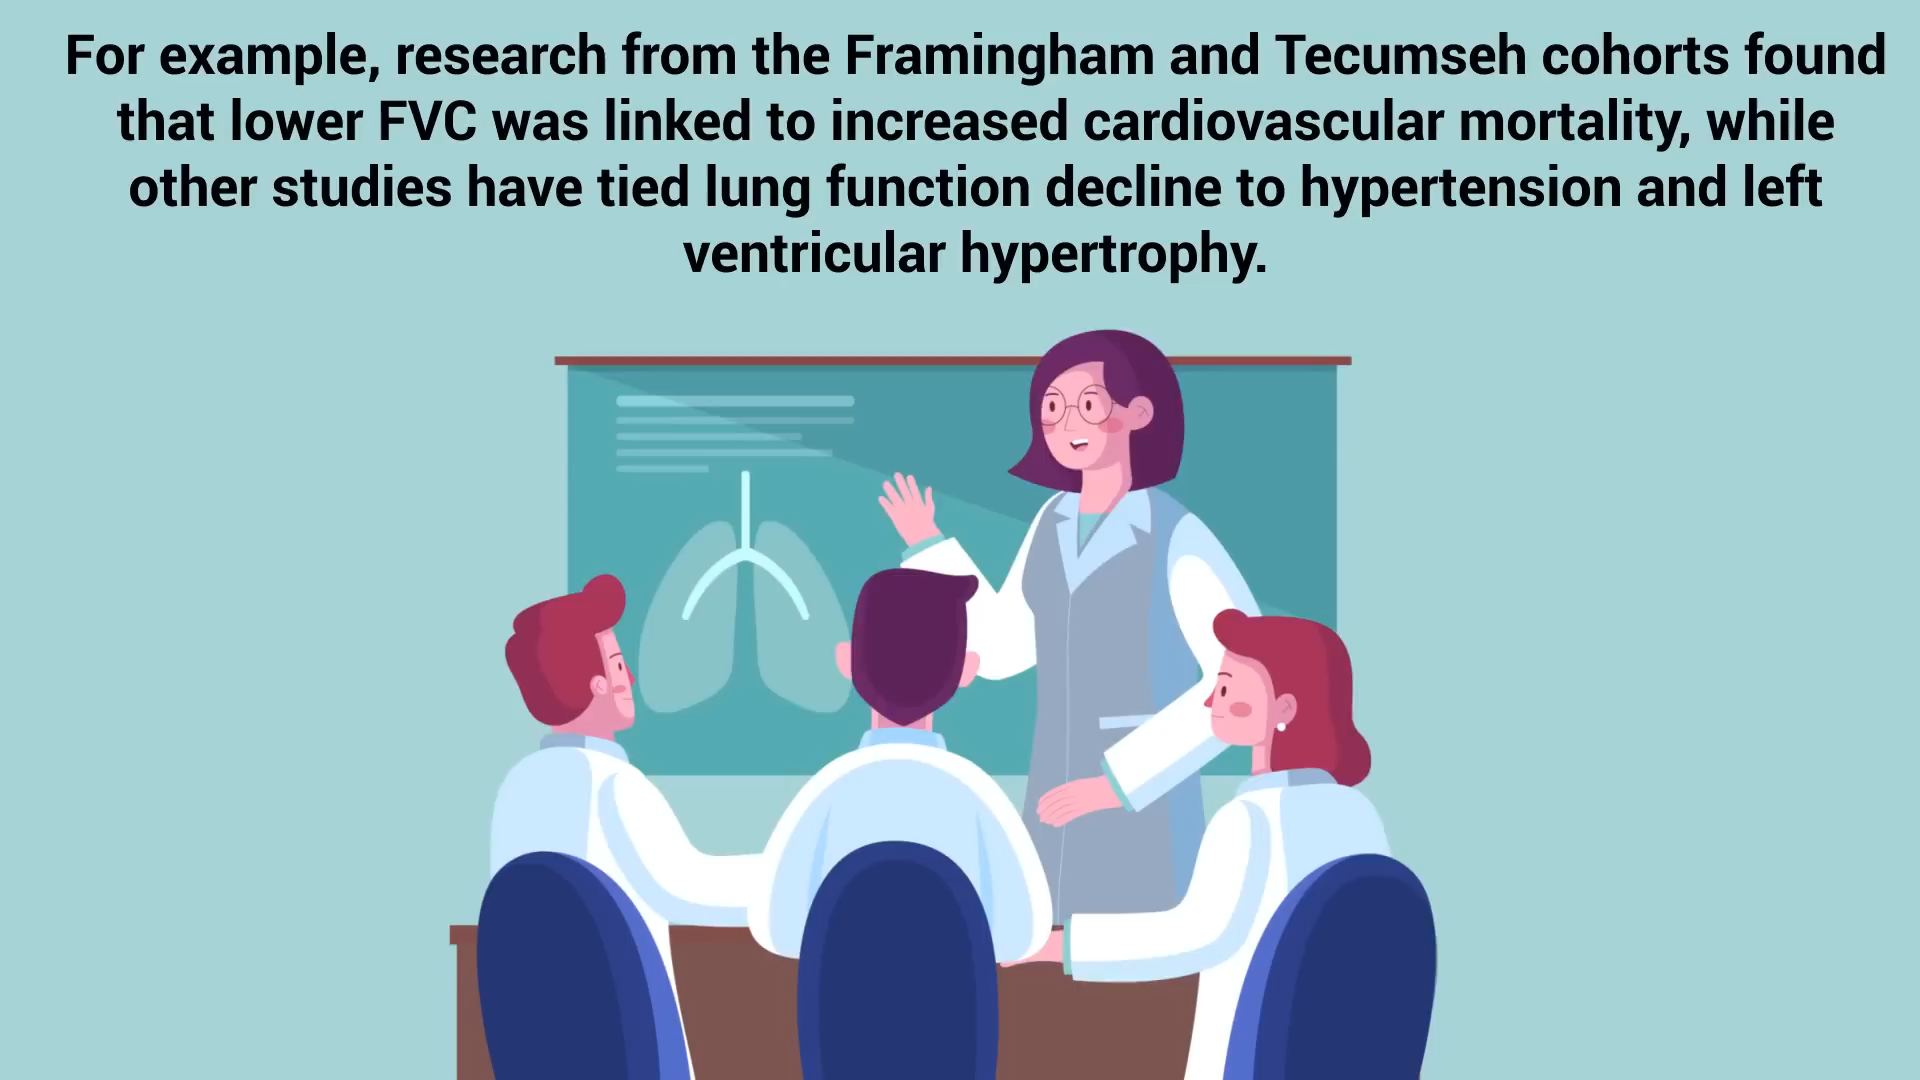 For example, research from the Framingham and Tecumseh cohorts found
that lower FVC was linked to increased cardiovascular mortality, while
other studies have tied lung function decline to hypertension and left
ventricular hypertrophy.